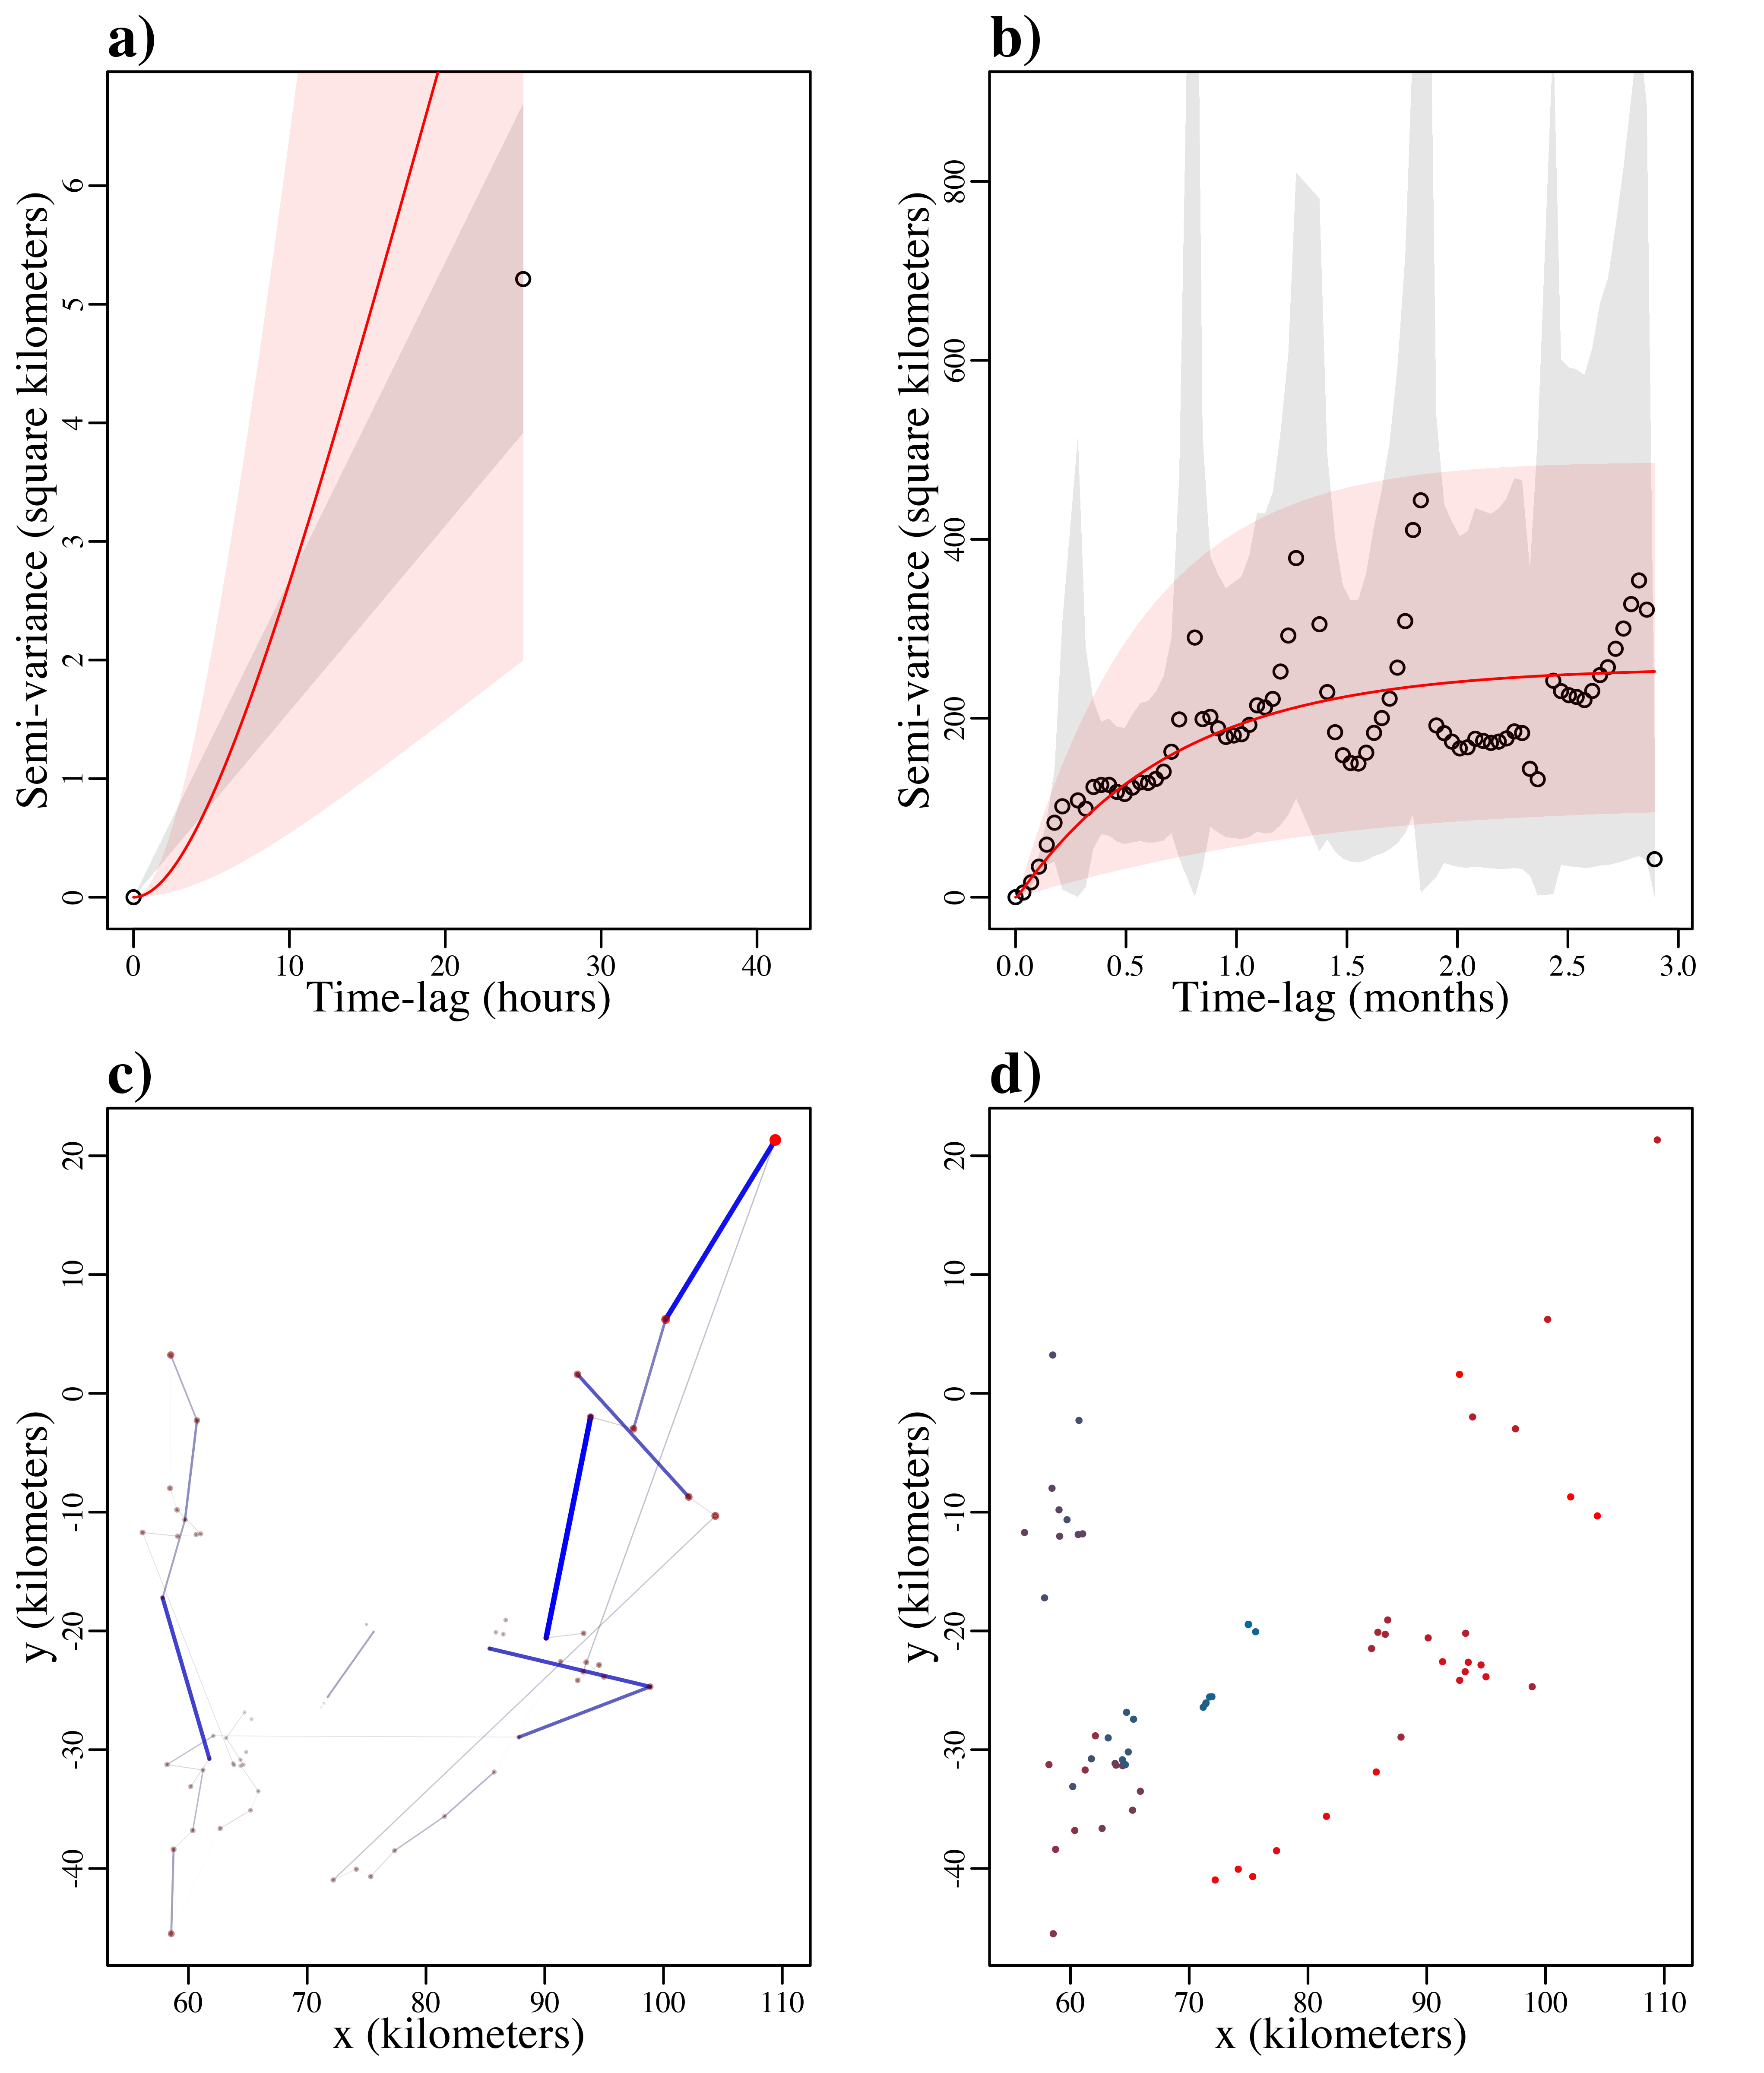 a)
Semi-variance (square kilometers)
0 1 2 3 4 5 6
0 10 20 30 40
Time-lag (hours)
b)
Semi-variance (square kilometers)
0 200 400 600 800
0.0 0.5 1.0 1.5 2.0 2.5 3.0
Time-lag (months)
c)
y (kilometers)
-40 -30 -20 -10 0 10 20
60 70 80 90 100 110
x (kilometers)
d)
y (kilometers)
-40 -30 -20 -10 0 10 20
60 70 80 90 100 110
x (kilometers)